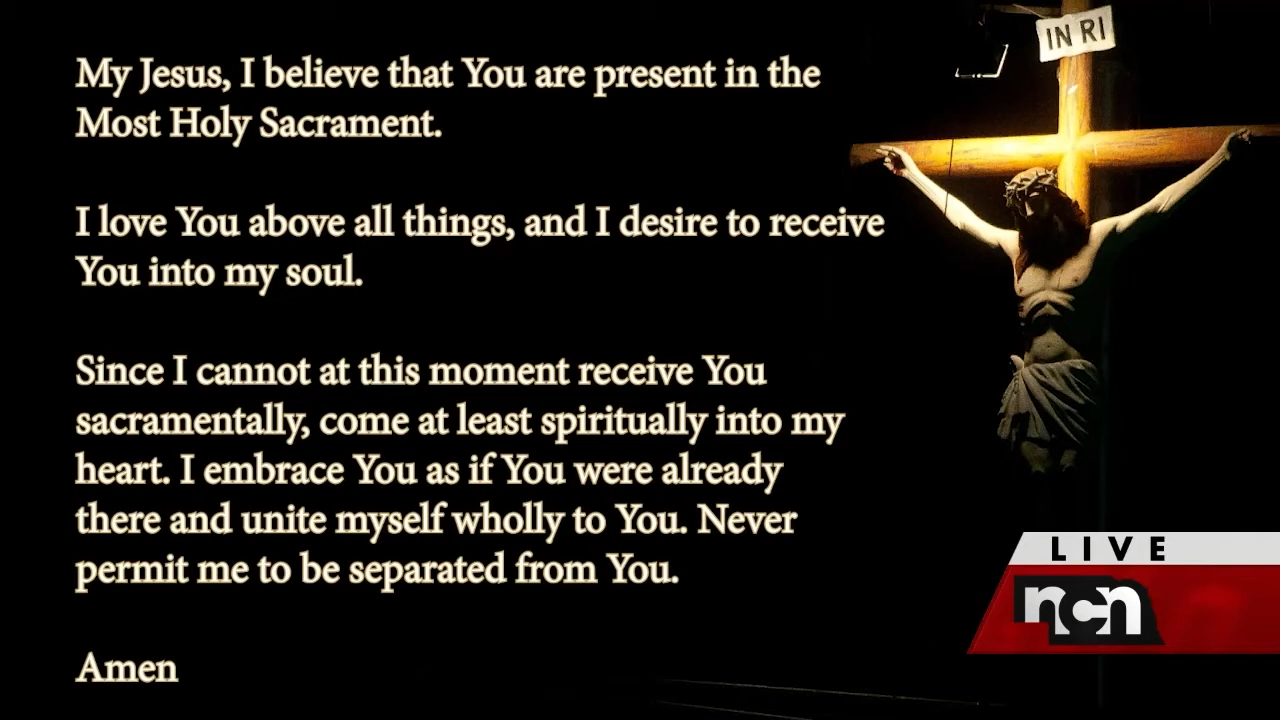 IN RI
My Jesus, I believe that You are present in the
Most Holy Sacrament.
I love You above all things, and I desire to receive
You into my soul.
Since I cannot at this moment receive You
sacramentally, come at least spiritually into my
heart. I embrace You as if You were already
there and unite myself wholly to You. Never
permit me to be separated from You.
Amen
LIVE
ncn